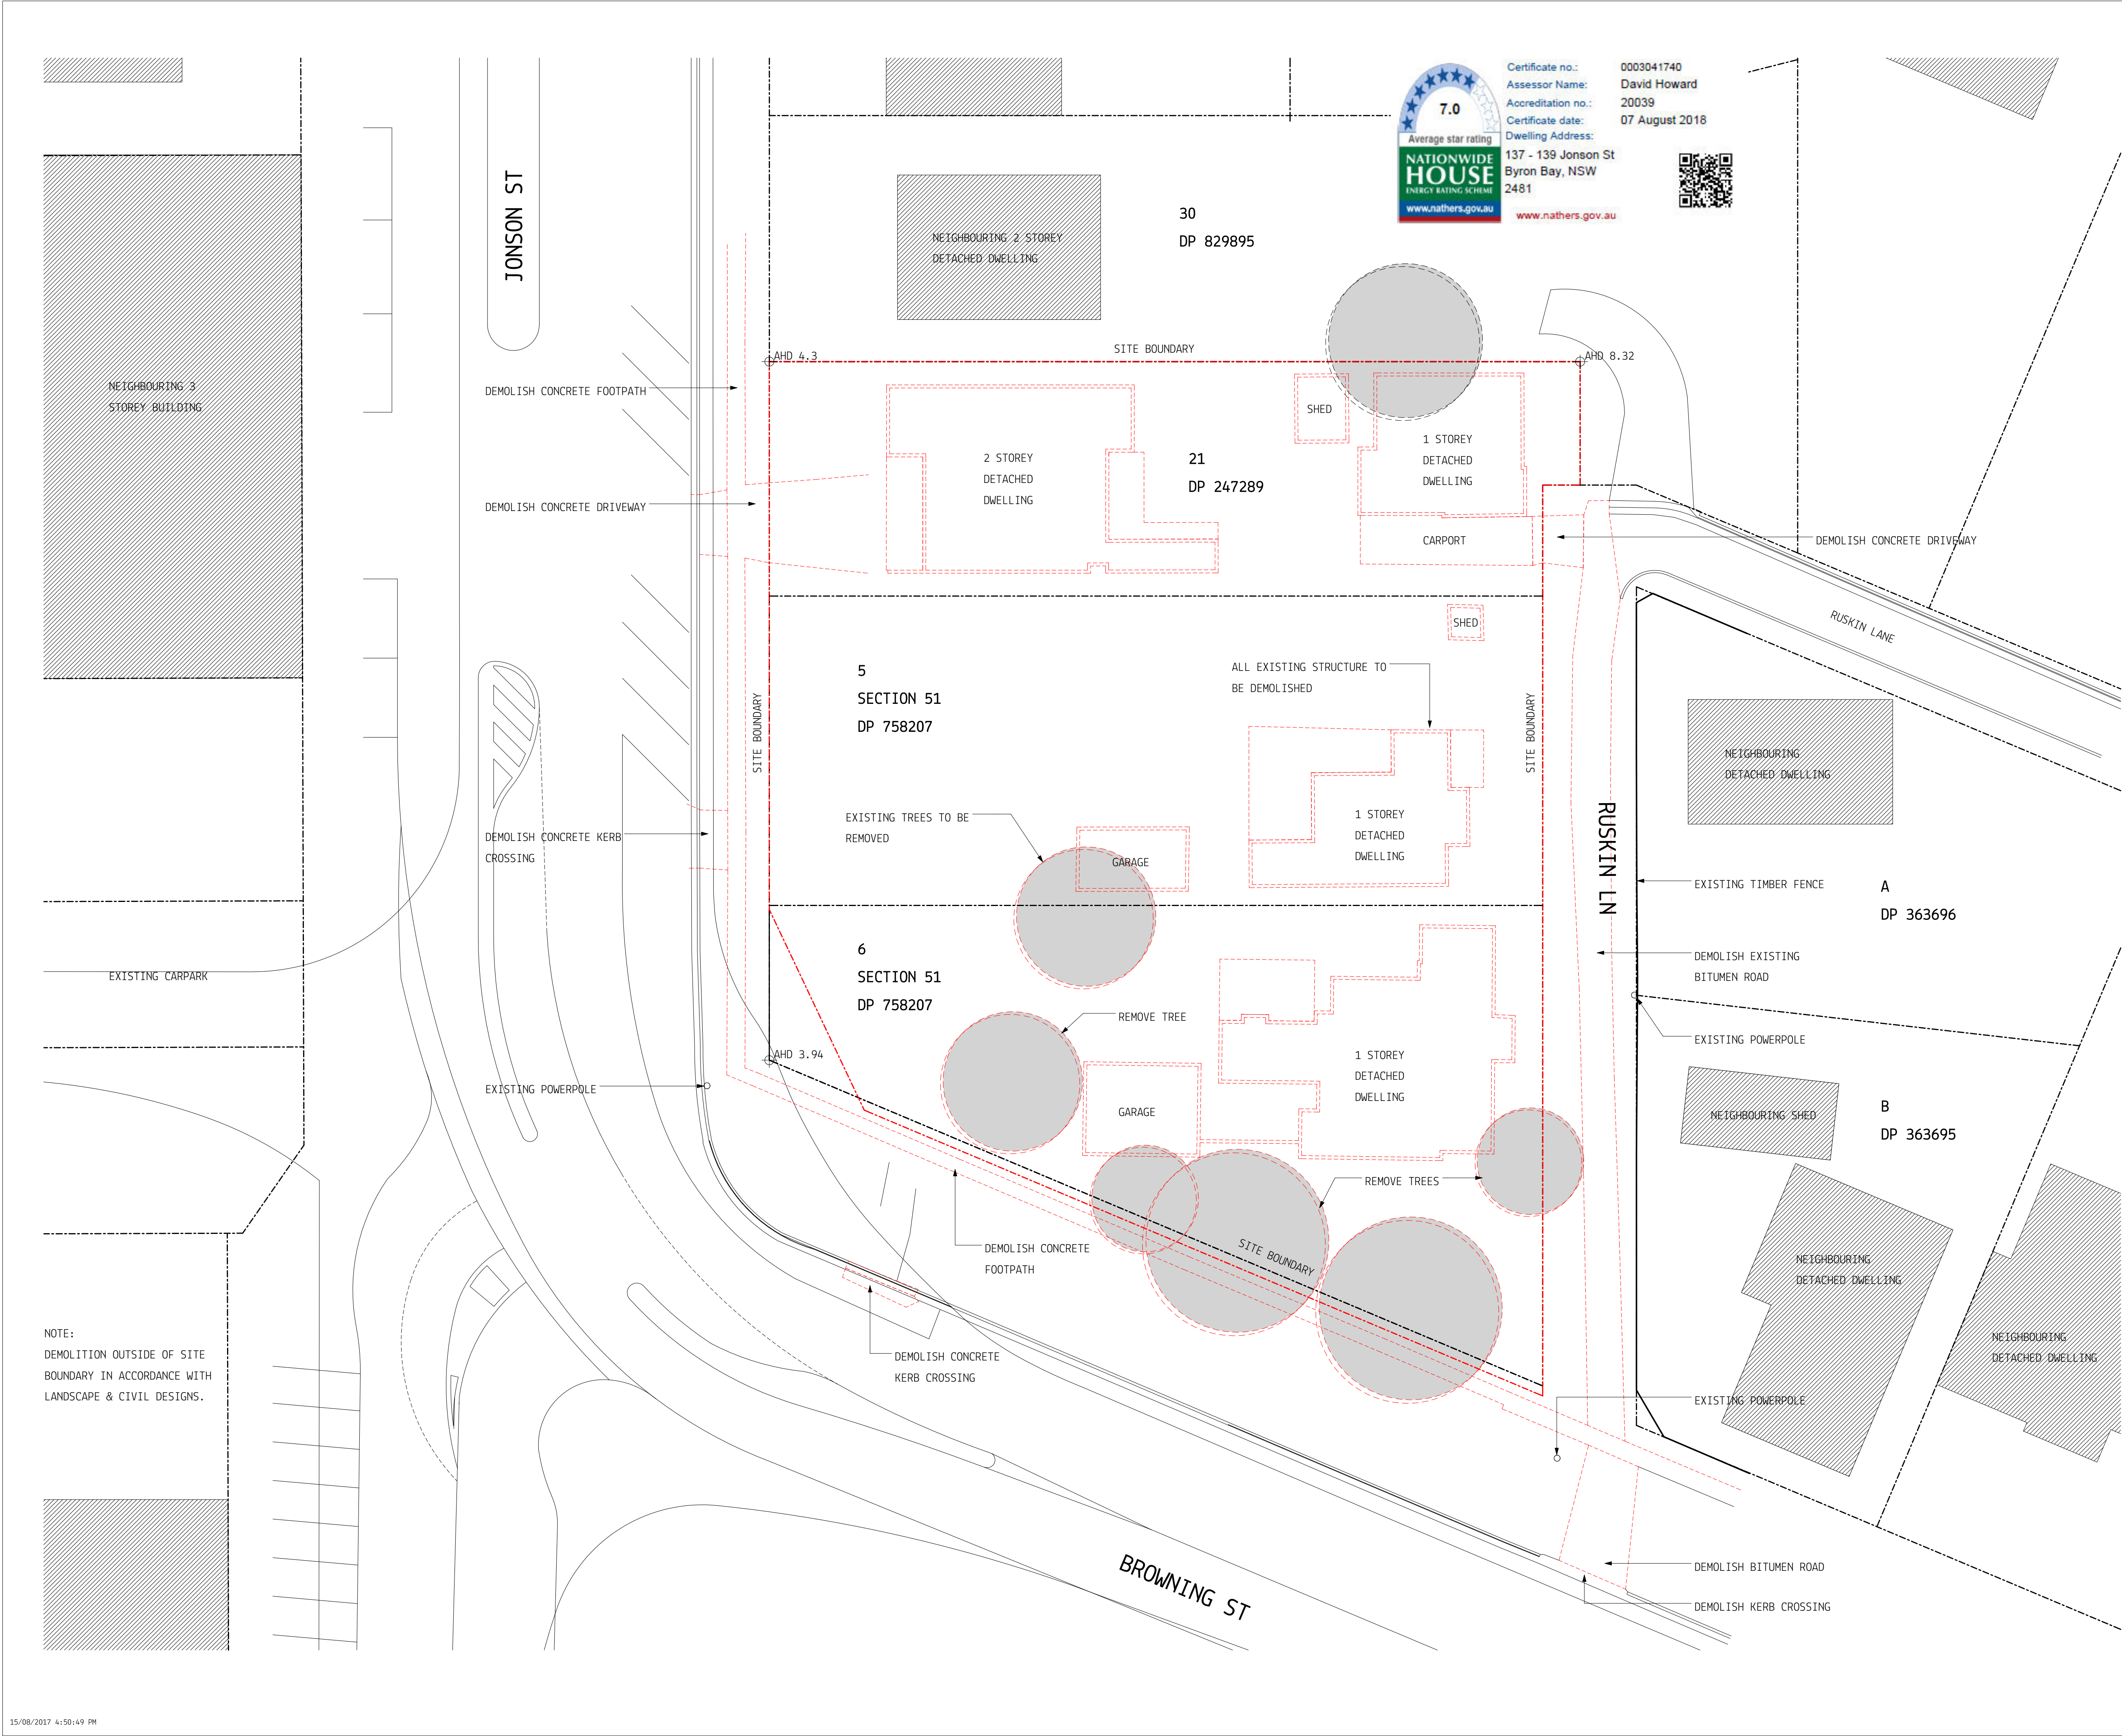 Certificate no.: 0003041740
Assessor Name: David Howard
Accreditation no.: 20039
Certificate date: 07 August 2018
Dwelling Address:
137 - 139 Jonson St
Byron Bay, NSW
2481
www.nathers.gov.au
7.0
Average star rating
NATIONWIDE
HOUSE
ENERGY RATING SCHEME
www.nathers.gov.au
JONSON ST
30
DP 829895
NEIGHBOURING 2 STOREY
DETACHED DWELLING
SITE BOUNDARY
AHD 4.3
AHD 8.32
NEIGHBOURING 3
STOREY BUILDING
DEMOLISH CONCRETE FOOTPATH
SHED
1 STOREY
DETACHED
DWELLING
2 STOREY
DETACHED
DWELLING
21
DP 247289
DEMOLISH CONCRETE DRIVEWAY
CARPORT
DEMOLISH CONCRETE DRIVEWAY
SHED
RUSKIN LANE
5
SECTION 51
DP 758207
ALL EXISTING STRUCTURE TO
BE DEMOLISHED
SITE BOUNDARY
SITE BOUNDARY
NEIGHBOURING
DETACHED DWELLING
EXISTING TREES TO BE
REMOVED
1 STOREY
DETACHED
DWELLING
DEMOLISH CONCRETE KERB
CROSSING
GARAGE
RUSKIN LN
EXISTING TIMBER FENCE
A
DP 363696
6
SECTION 51
DP 758207
EXISTING CARPARK
DEMOLISH EXISTING
BITUMEN ROAD
REMOVE TREE
EXISTING POWERPOLE
AHD 3.94
1 STOREY
DETACHED
DWELLING
EXISTING POWERPOLE
GARAGE
NEIGHBOURING SHED
B
DP 363695
REMOVE TREES
DEMOLISH CONCRETE
FOOTPATH
SITE BOUNDARY
NEIGHBOURING
DETACHED DWELLING
NOTE:
DEMOLITION OUTSIDE OF SITE
BOUNDARY IN ACCORDANCE WITH
LANDSCAPE & CIVIL DESIGNS.
DEMOLISH CONCRETE
KERB CROSSING
NEIGHBOURING
DETACHED DWELLING
EXISTING POWERPOLE
BROWNING ST
DEMOLISH BITUMEN ROAD
DEMOLISH KERB CROSSING
15/08/2017 4:50:49 PM